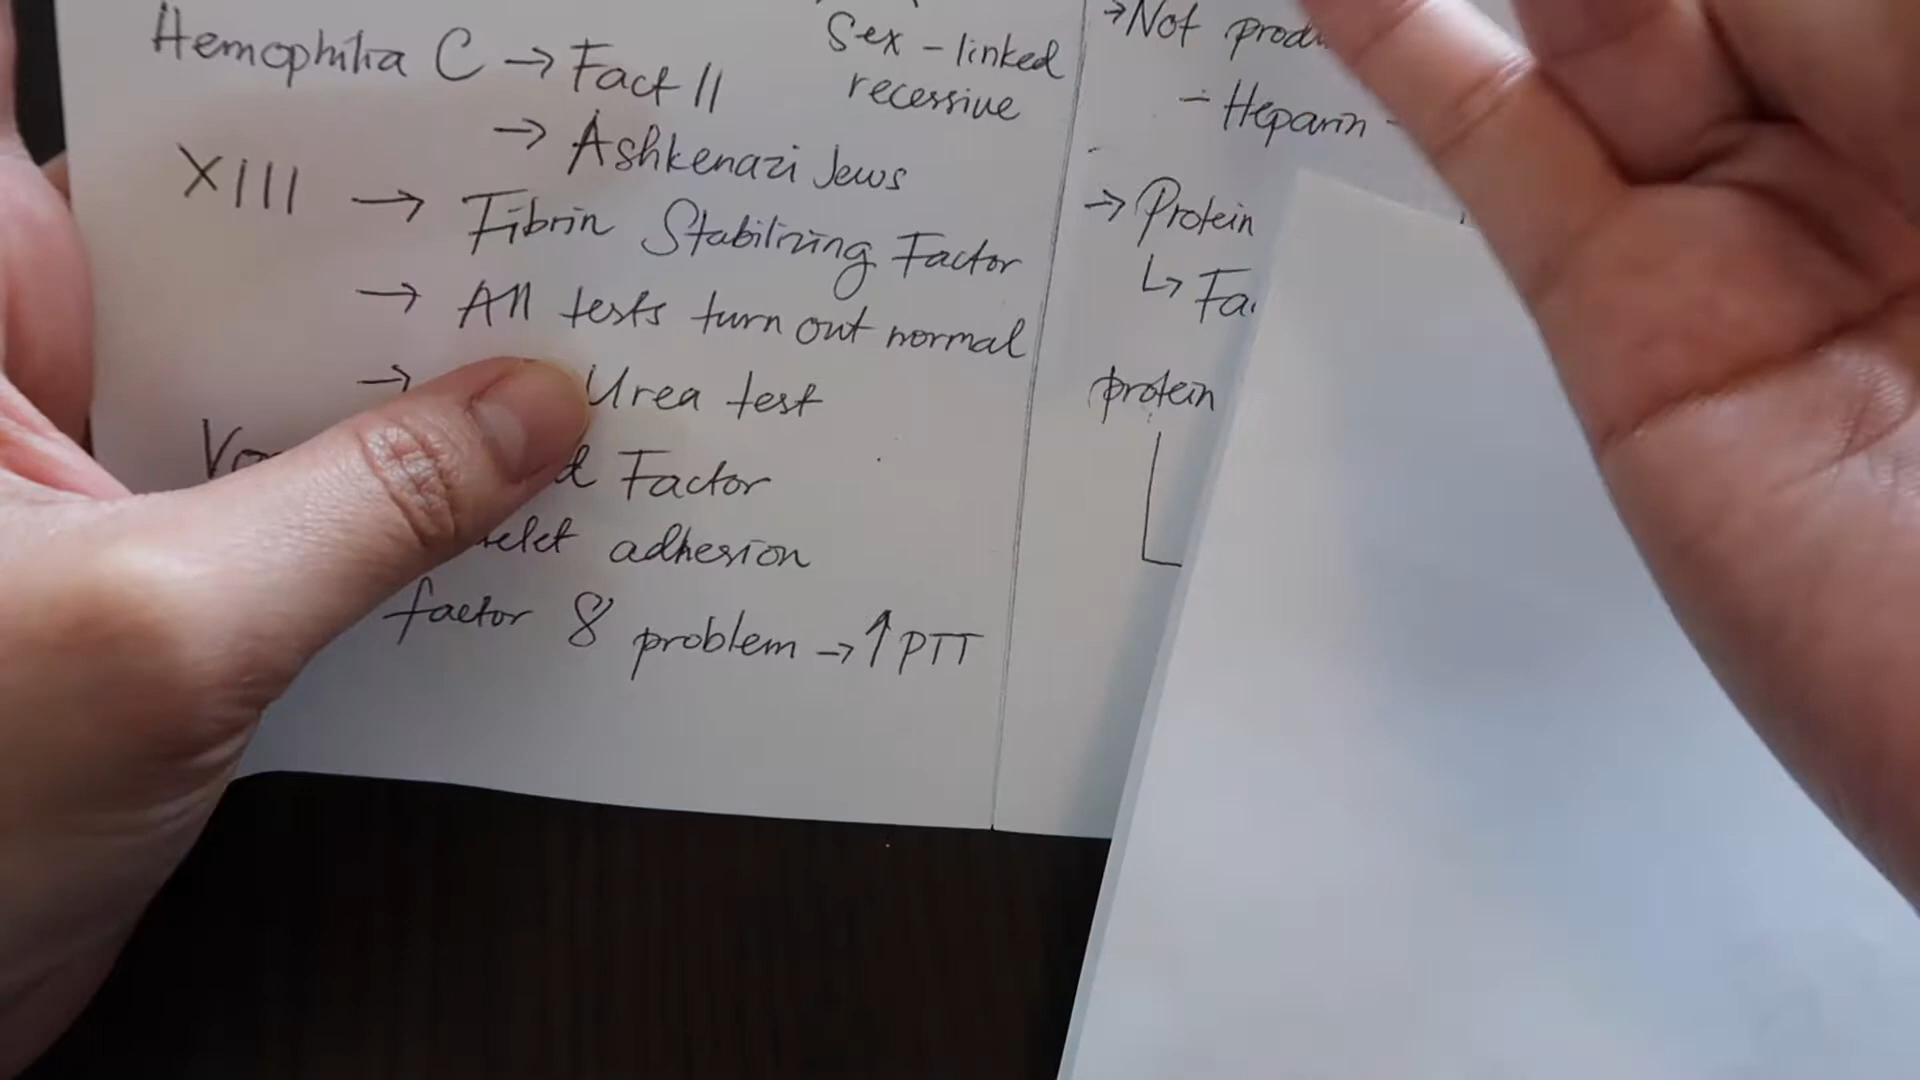 Hemophilia C → Fact 11
→ Ashkenazi Jews
Sex-linked
recessive
XIII → Fibrin Stabilizing Factor
→ All tests turn out normal
→ Urea test
Factor
adhesion
factor 8 problem → ↑ PTT
→ Not
- Heparin -
→ Protein
↳
protein